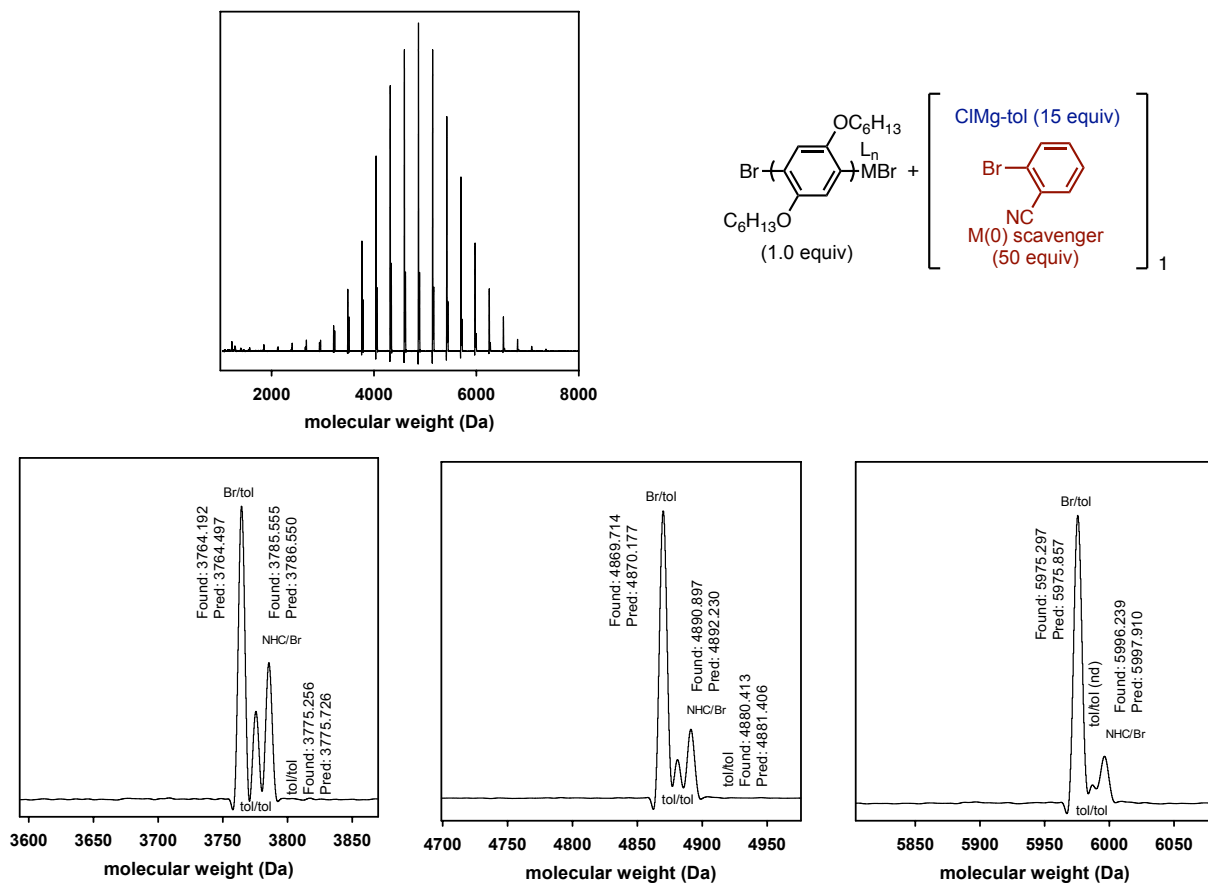 2000
4000
6000
8000
molecular weight (Da)
OC6H13
Ln
Br
MBr
+
C6H13O
(1.0 equiv)
ClMg-tol (15 equiv)
Br
NC
M(0) scavenger
(50 equiv)
1
Br/tol
Found: 3764.192
Pred: 3764.497
Found: 3785.555
Pred: 3786.550
NHC/Br
tol/tol
Found: 3775.256
Pred: 3775.726
tol/tol
3600
3650
3700
3750
3800
3850
molecular weight (Da)
Br/tol
Found: 4869.714
Pred: 4870.177
Found: 4890.897
Pred: 4892.230
NHC/Br
tol/tol
Found: 4880.413
Pred: 4881.406
tol/tol
4700
4750
4800
4850
4900
4950
molecular weight (Da)
Br/tol
Found: 5975.297
Pred: 5975.857
tol/tol (nd)
Found: 5996.239
Pred: 5997.910
NHC/Br
tol/tol
5850
5900
5950
6000
6050
molecular weight (Da)